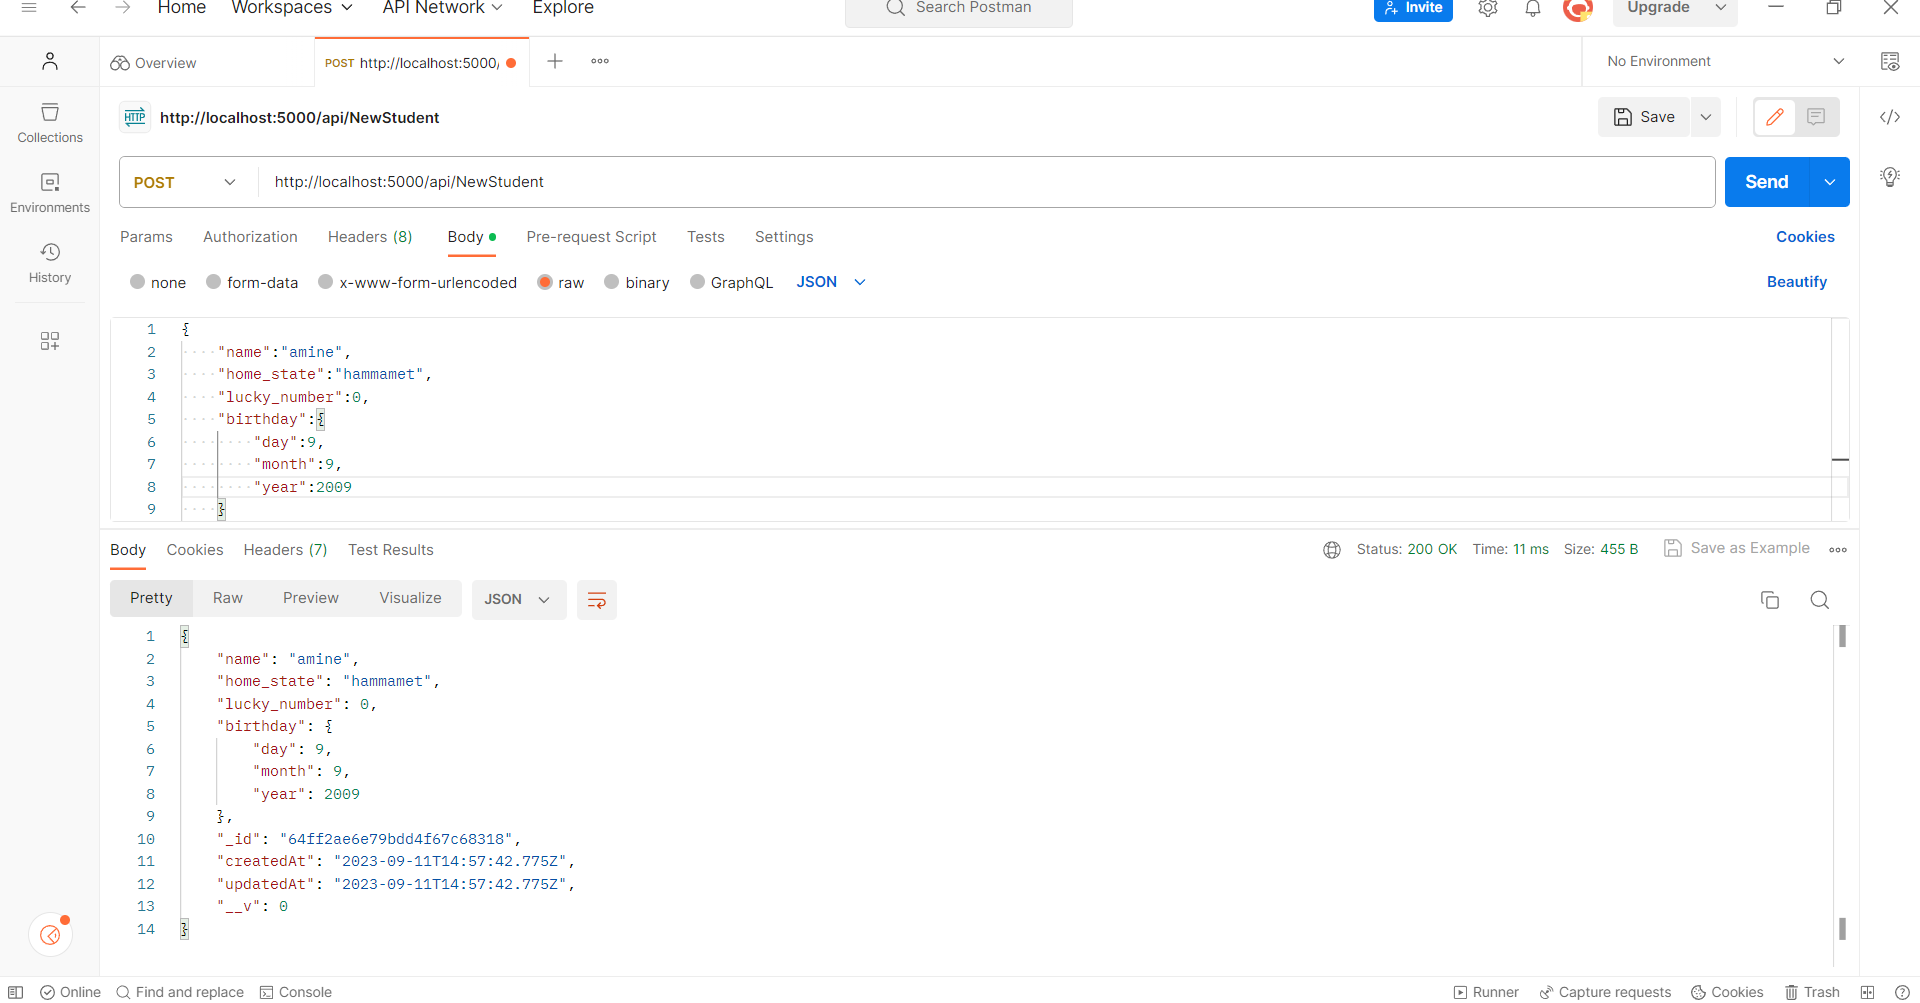 Home Workspaces API Network Explore Search Postman Invite Upgrade
Overview POST http://localhost:5000/ No Environment
HTTP http://localhost:5000/api/NewStudent Save
POST http://localhost:5000/api/NewStudent Send
Params Authorization Headers (8) Body Pre-request Script Tests Settings Cookies
none form-data x-www-form-urlencoded raw binary GraphQL JSON Beautify
Collections
Environments
History
1 {
2 "name":"amine",
3 "home_state":"hammamet",
4 "lucky_number":0,
5 "birthday":{
6 "day":9,
7 "month":9,
8 "year":2009
9 }
Body Cookies Headers (7) Test Results Status: 200 OK Time: 11 ms Size: 455 B Save as Example
Pretty Raw Preview Visualize JSON
1 {
2 "name": "amine",
3 "home_state": "hammamet",
4 "lucky_number": 0,
5 "birthday": {
6 "day": 9,
7 "month": 9,
8 "year": 2009
9 },
10 "_id": "64ff2ae6e79bdd4f67c68318",
11 "createdAt": "2023-09-11T14:57:42.775Z",
12 "updatedAt": "2023-09-11T14:57:42.775Z",
13 "__v": 0
14 }
Online Find and replace Console Runner Capture requests Cookies Trash